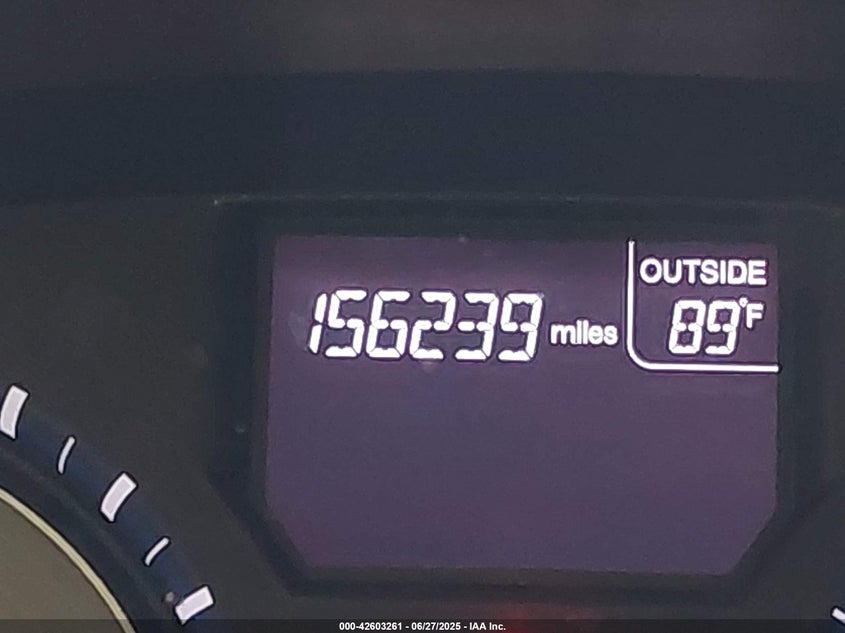 OUTSIDE
156239 miles 89°F
000-42603261 - 06/27/2025 - IAA Inc.